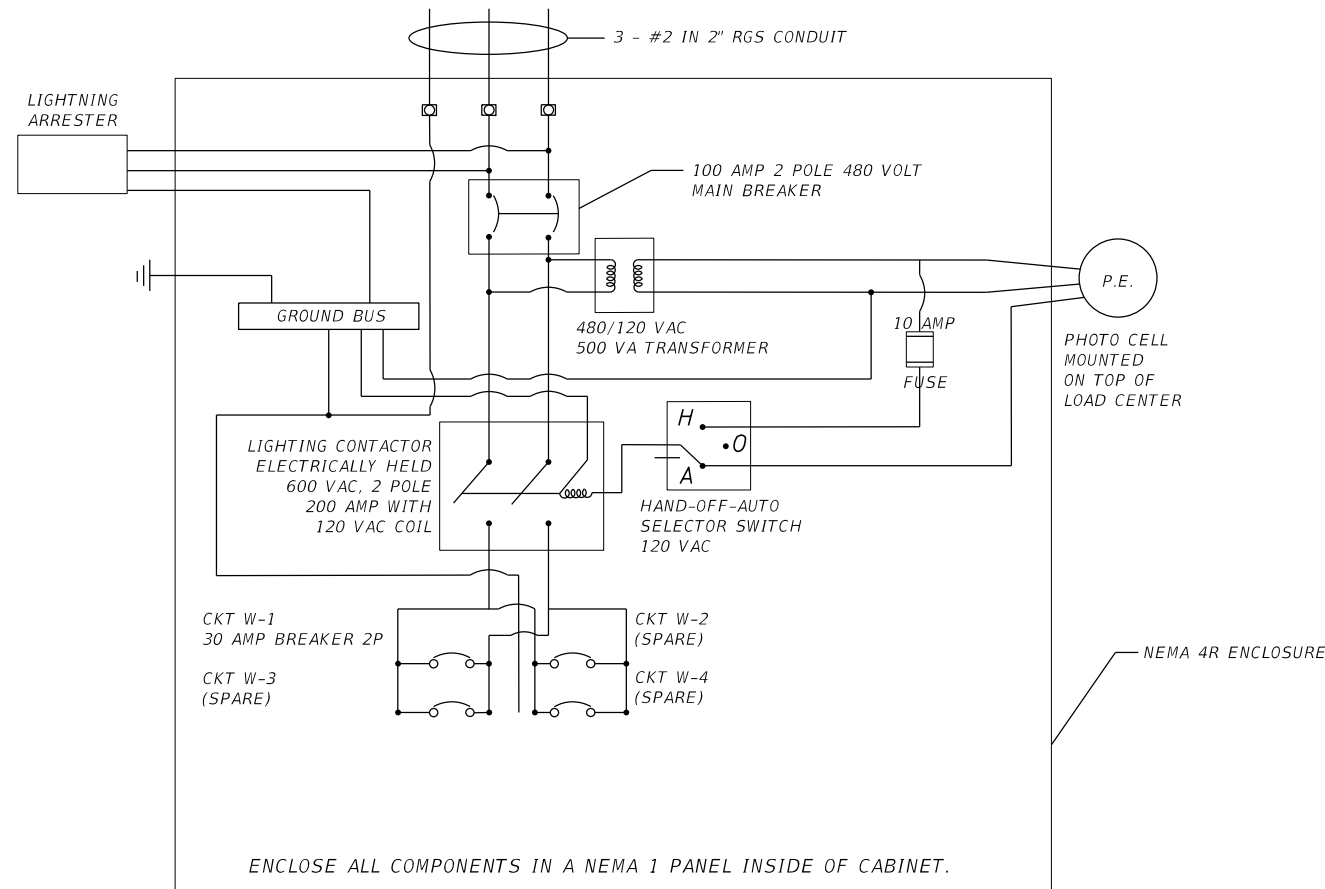 3 - #2 IN 2" RGS CONDUIT
LIGHTNING
ARRESTER
100 AMP 2 POLE 480 VOLT
MAIN BREAKER
P.E.
GROUND BUS
480/120 VAC
500 VA TRANSFORMER
10 AMP
FUSE
PHOTO CELL
MOUNTED
ON TOP OF
LOAD CENTER
H
O
A
LIGHTING CONTACTOR
ELECTRICALLY HELD
600 VAC, 2 POLE
200 AMP WITH
120 VAC COIL
HAND-OFF-AUTO
SELECTOR SWITCH
120 VAC
CKT W-1
30 AMP BREAKER 2P
CKT W-2
(SPARE)
CKT W-3
(SPARE)
CKT W-4
(SPARE)
NEMA 4R ENCLOSURE
ENCLOSE ALL COMPONENTS IN A NEMA 1 PANEL INSIDE OF CABINET.